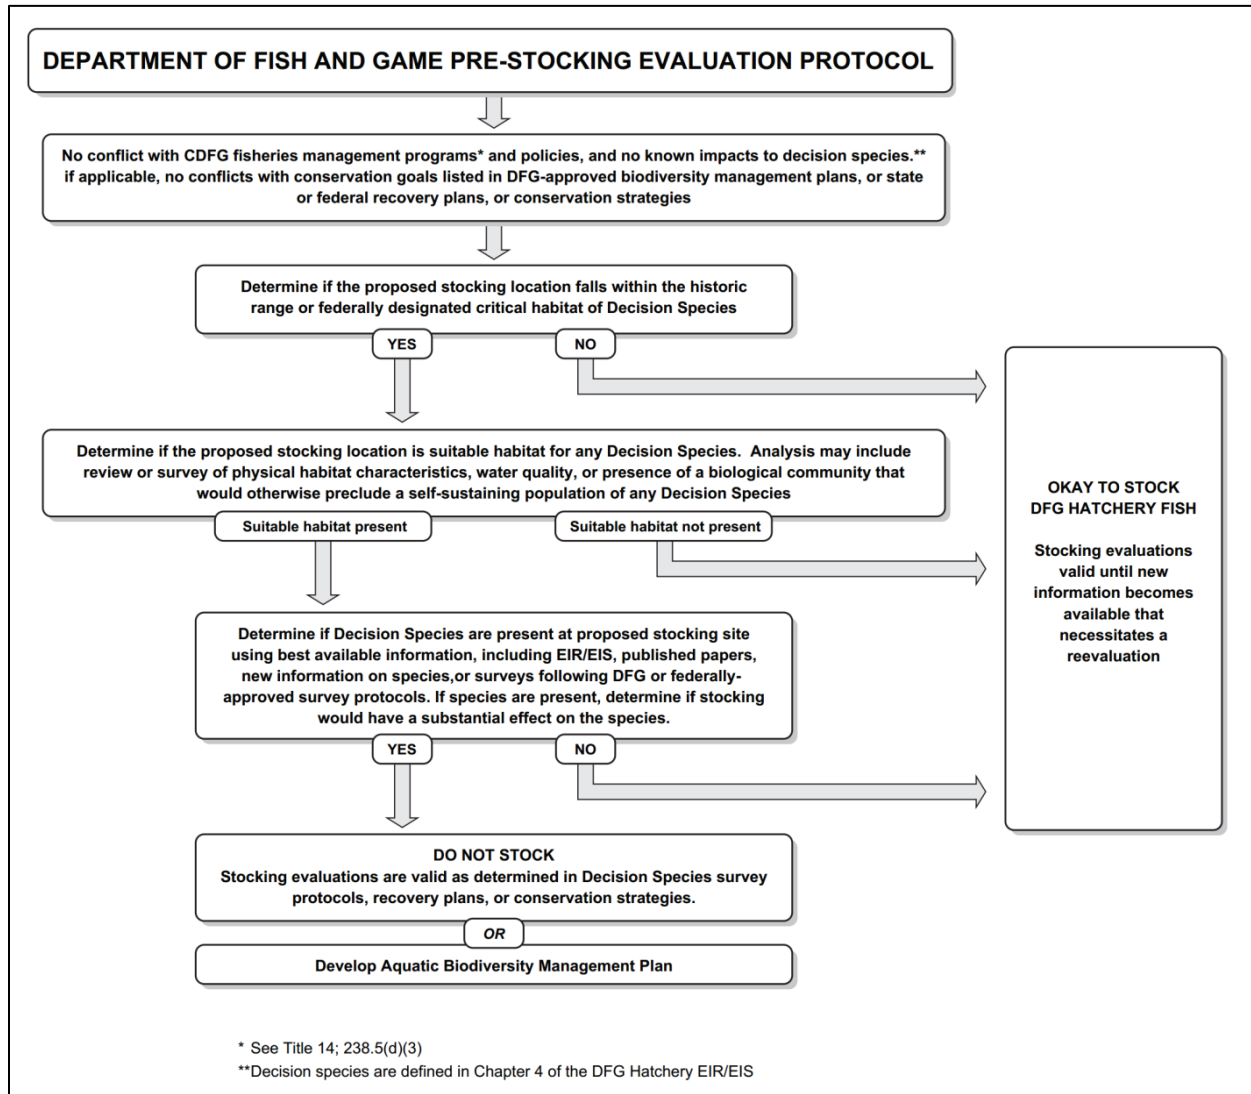 DEPARTMENT OF FISH AND GAME PRE-STOCKING EVALUATION PROTOCOL
No conflict with CDFG fisheries management programs* and policies, and no known impacts to decision species.**
if applicable, no conflicts with conservation goals listed in DFG-approved biodiversity management plans, or state
or federal recovery plans, or conservation strategies
Determine if the proposed stocking location falls within the historic
range or federally designated critical habitat of Decision Species
YES
NO
Determine if the proposed stocking location is suitable habitat for any Decision Species.  Analysis may include
review or survey of physical habitat characteristics, water quality, or presence of a biological community that
would otherwise preclude a self-sustaining population of any Decision Species
Suitable habitat present
Suitable habitat not present
OKAY TO STOCK
DFG HATCHERY FISH
Stocking evaluations
valid until new
information becomes
available that
necessitates a
reevaluation
Determine if Decision Species are present at proposed stocking site
using best available information, including EIR/EIS, published papers,
new information on species,or surveys following DFG or federally-
approved survey protocols. If species are present, determine if stocking
would have a substantial effect on the species.
YES
NO
DO NOT STOCK
Stocking evaluations are valid as determined in Decision Species survey
protocols, recovery plans, or conservation strategies.
OR
Develop Aquatic Biodiversity Management Plan
* See Title 14; 238.5(d)(3)
**Decision species are defined in Chapter 4 of the DFG Hatchery EIR/EIS